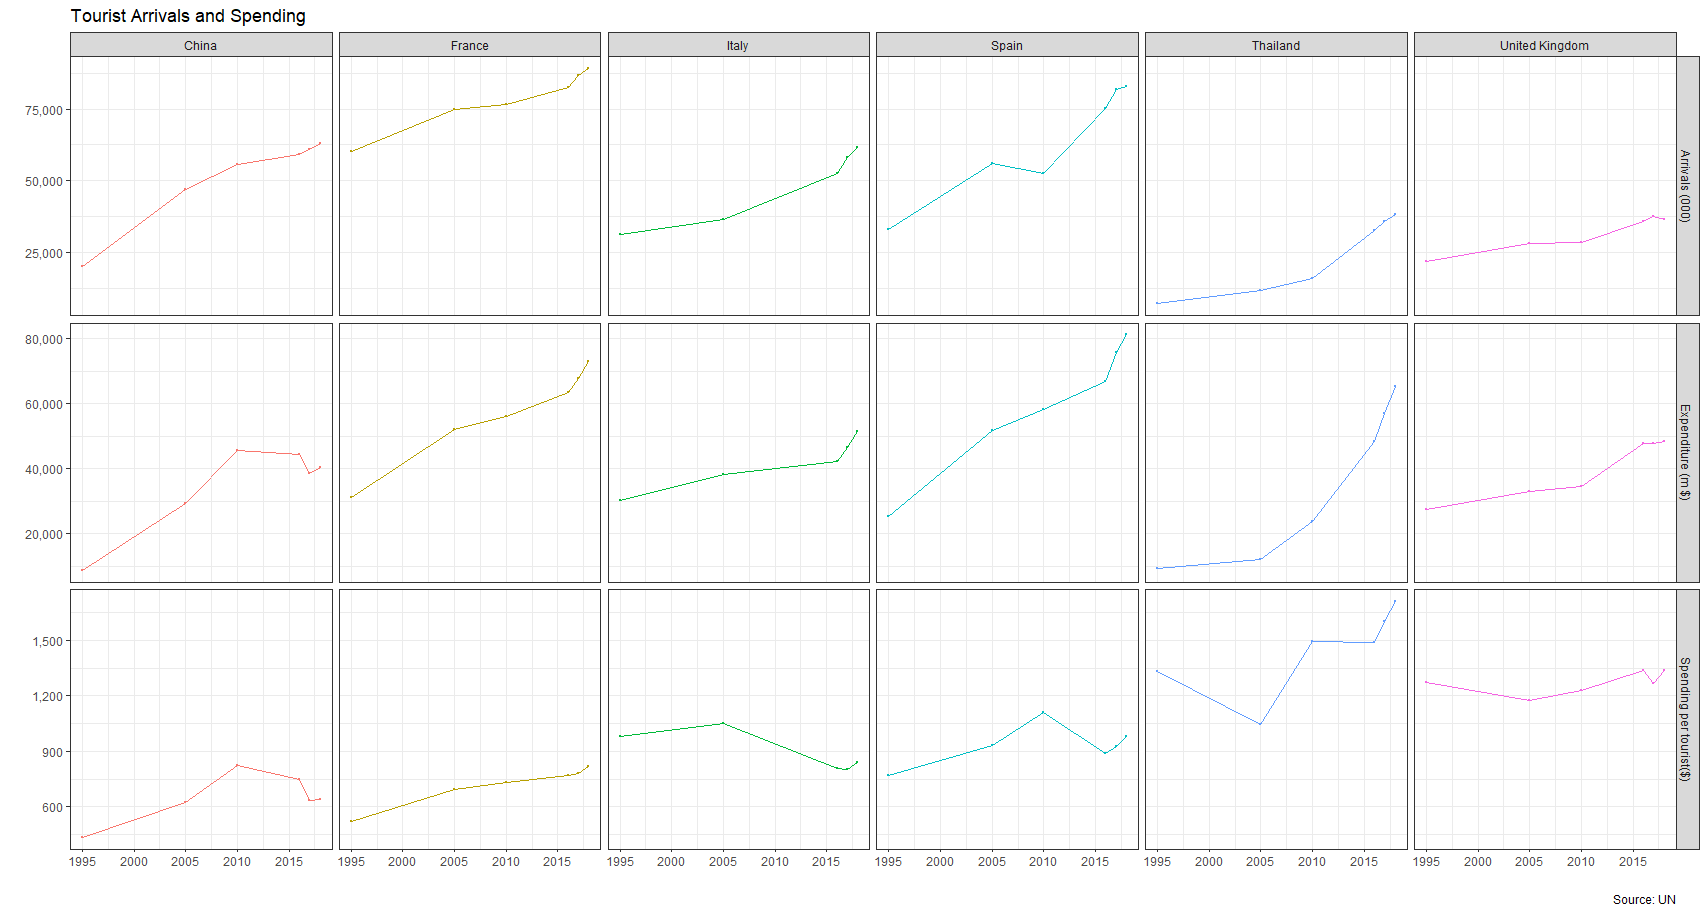 Tourist Arrivals and Spending
China France Italy Spain Thailand United Kingdom
75,000
50,000
25,000
Arrivals (000)
80,000
60,000
40,000
20,000
Expenditure (m $)
1,500
1,200
900
600
Spending per tourist($)
1995 2000 2005 2010 2015 1995 2000 2005 2010 2015 1995 2000 2005 2010 2015 1995 2000 2005 2010 2015 1995 2000 2005 2010 2015 1995 2000 2005 2010 2015
Source: UN